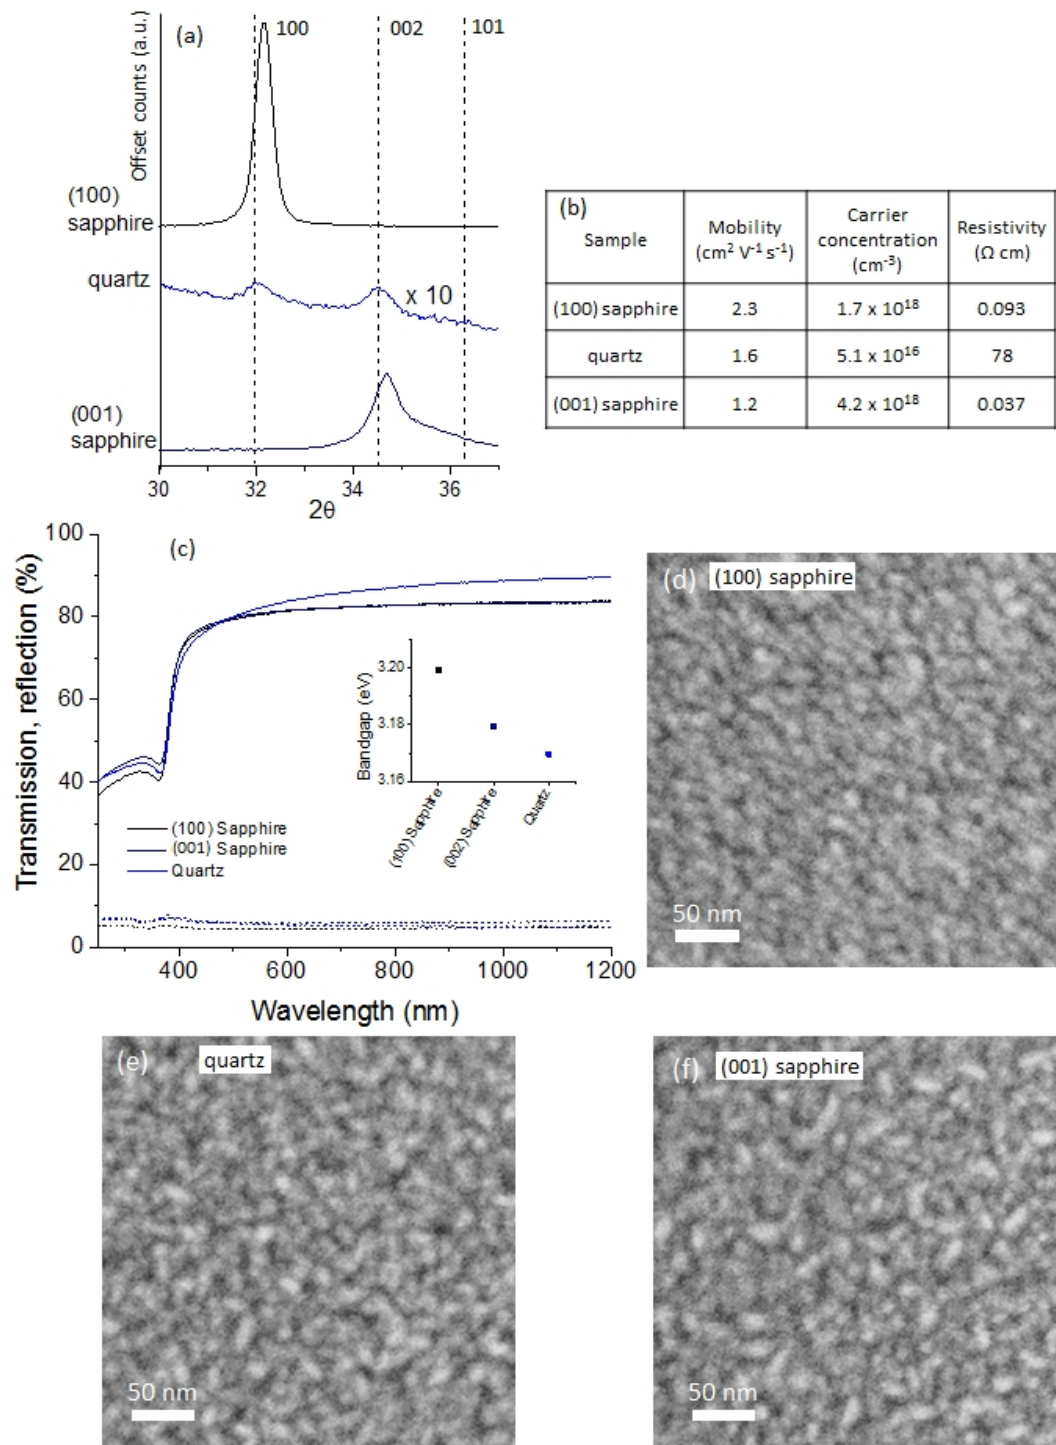 (a)
100
002
101
Offset counts (a.u.)
(100)
sapphire
quartz
x 10
(001)
sapphire
30
32
34
36
2θ
(b)
Sample
Mobility
(cm² V⁻¹ s⁻¹)
Carrier
concentration
(cm⁻³)
Resistivity
(Ω cm)
(100) sapphire
2.3
1.7 x 10¹⁸
0.093
quartz
1.6
5.1 x 10¹⁶
78
(001) sapphire
1.2
4.2 x 10¹⁸
0.037
(c)
Transmission, reflection (%)
100
80
60
40
20
0
400
600
800
1000
1200
Wavelength (nm)
(100) Sapphire
(001) Sapphire
Quartz
Bandgap (eV)
3.20
3.18
3.16
(100) Sapphire
(002) Sapphire
Quartz
(d)
(100) sapphire
50 nm
(e)
quartz
50 nm
(f)
(001) sapphire
50 nm